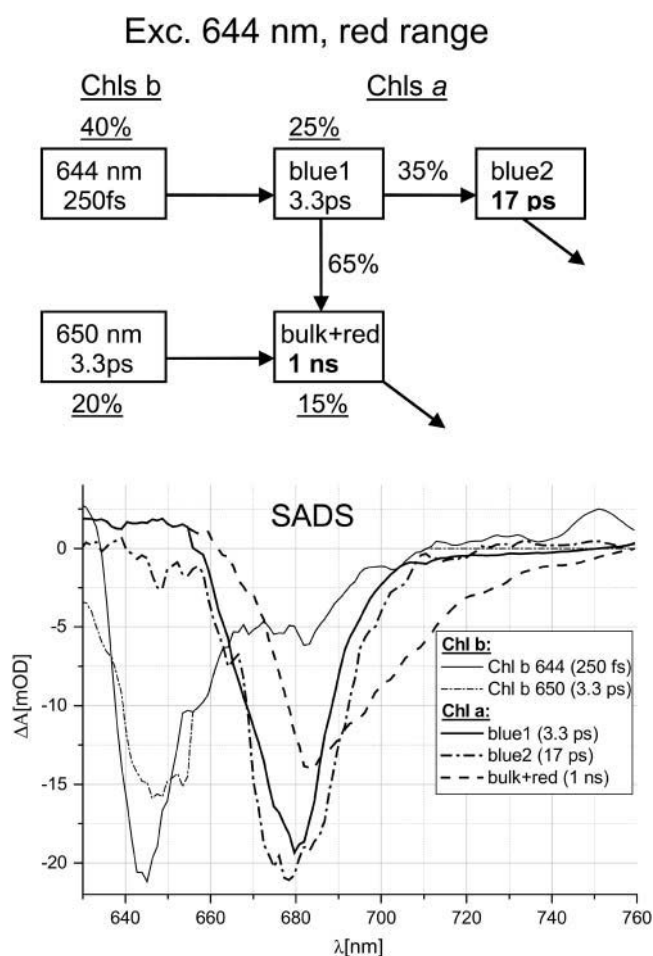 Exc. 644 nm, red range
Chls b Chls a
40% 25%
644 nm blue1 35% blue2
250fs 3.3ps 17 ps
65%
650 nm bulk+red
3.3ps 1 ns
20% 15%
SADS
0
-5
-10
-15
-20
ΔA[mOD]
Chl b:
Chl b 644 (250 fs)
Chl b 650 (3.3 ps)
Chl a:
blue1 (3.3 ps)
blue2 (17 ps)
bulk+red (1 ns)
640 660 680 700 720 740 760
λ[nm]